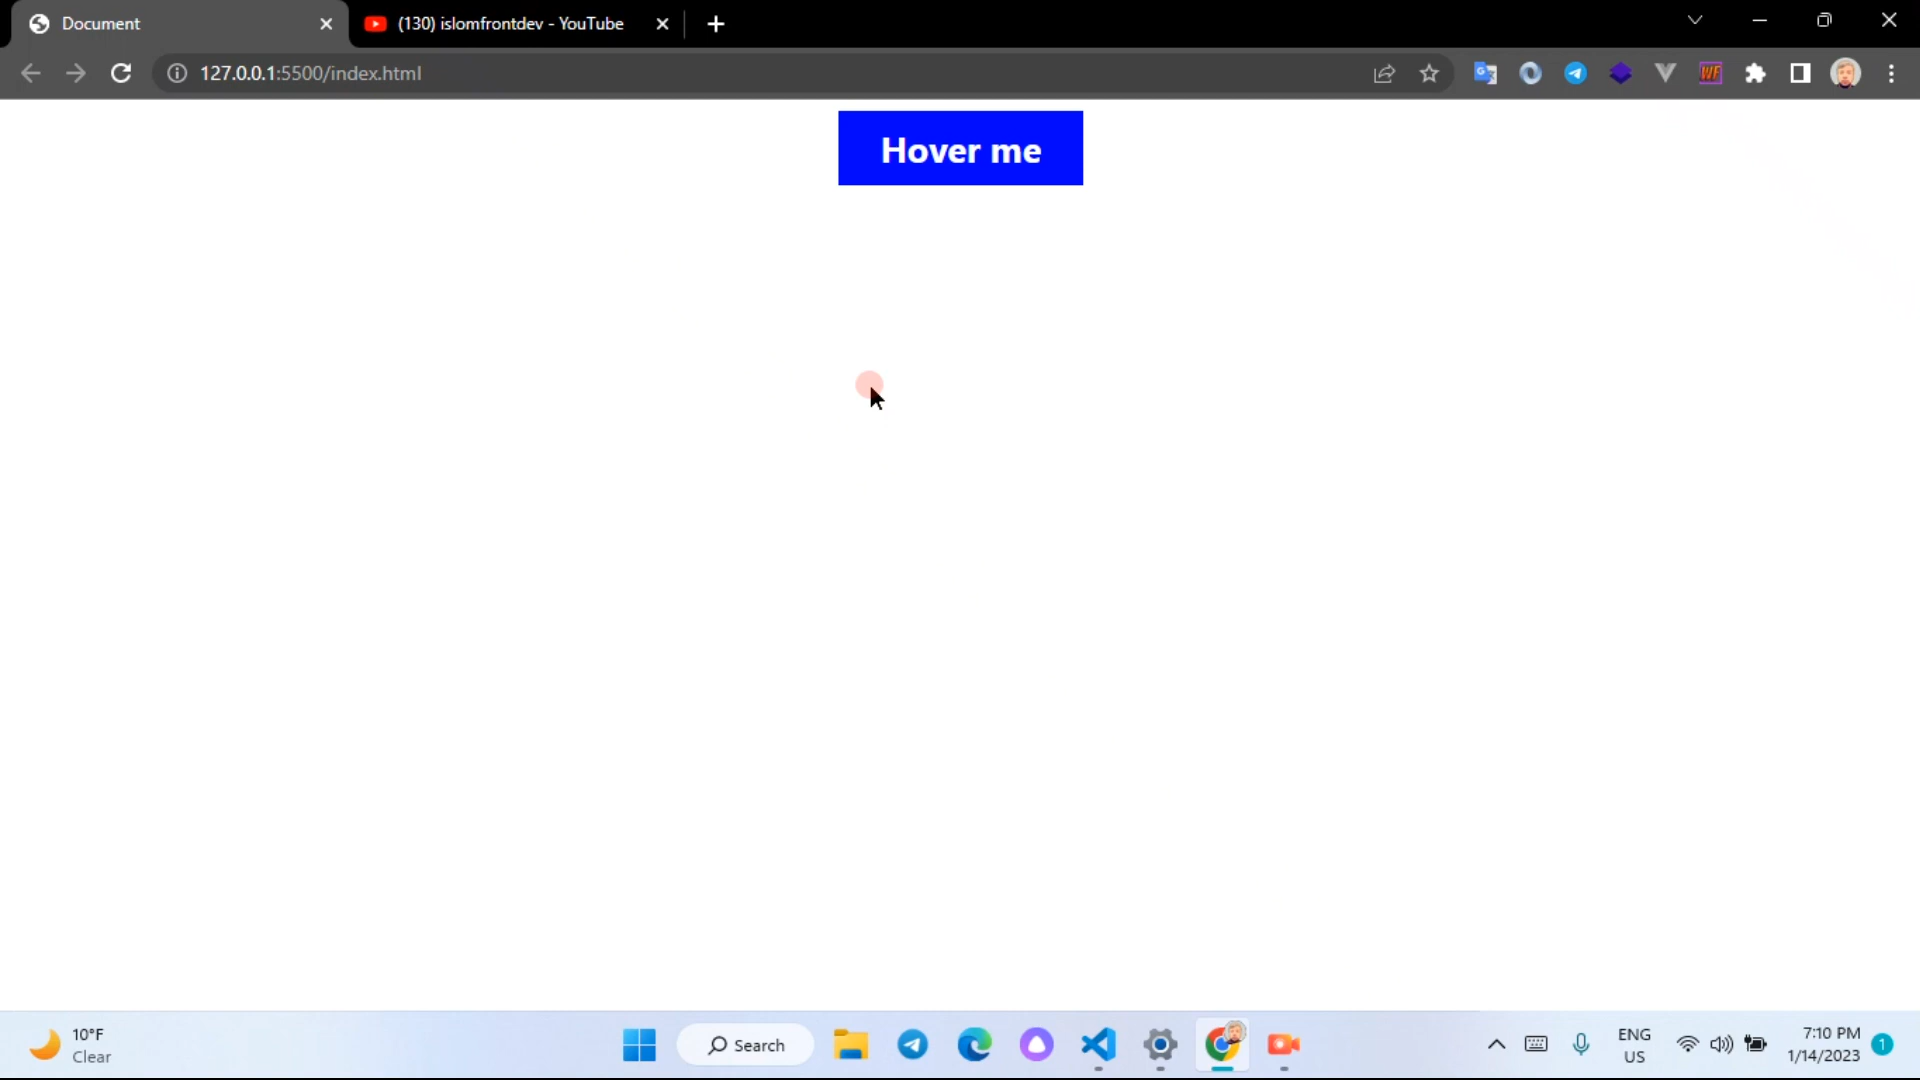 Document
(130) islomfrontdev - YouTube
127.0.0.1:5500/index.html
WF
Hover me
10°F
Clear
Search
ENG
US
7:10 PM
1/14/2023
1